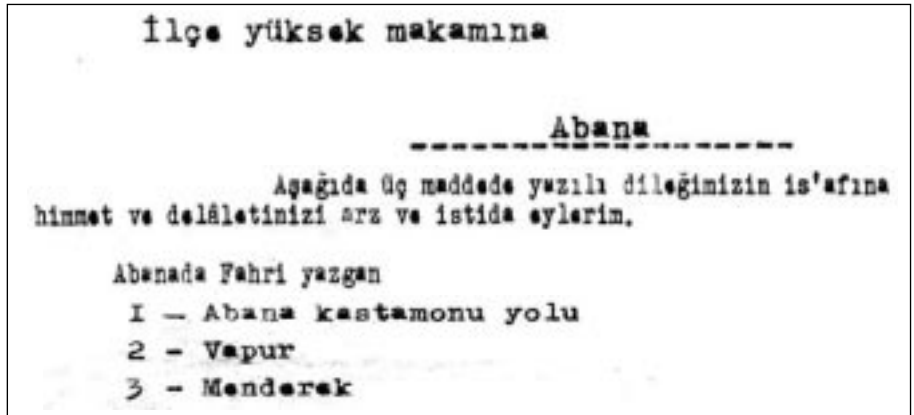 İlçe yüksek makamına
Abana
Aşağıda üç maddede yazılı dileğimizin is'afına
himmet ve delâletinizi arz ve istida eylerim.
Abanada Fahri yazgan
I — Abana kastamonu yolu
2 - Vapur
3 - Menderek